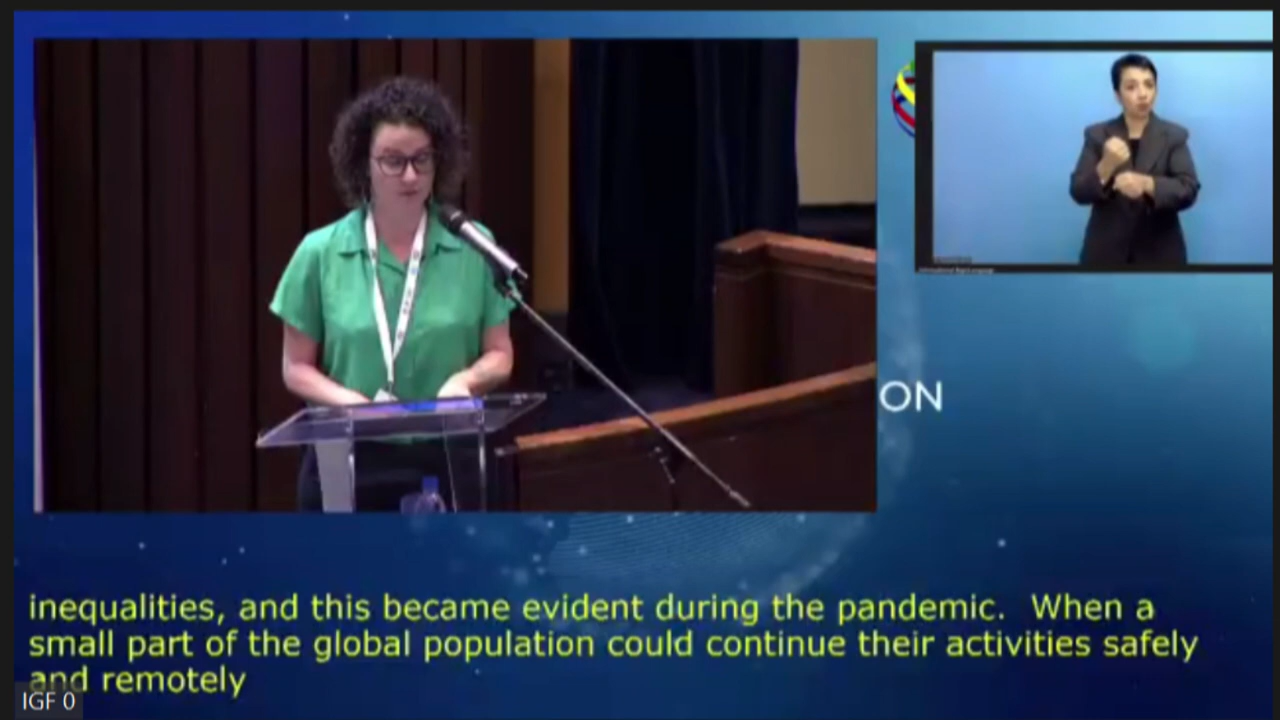 ON
inequalities, and this became evident during the pandemic.  When a
small part of the global population could continue their activities safely
and remotely
IGF 0